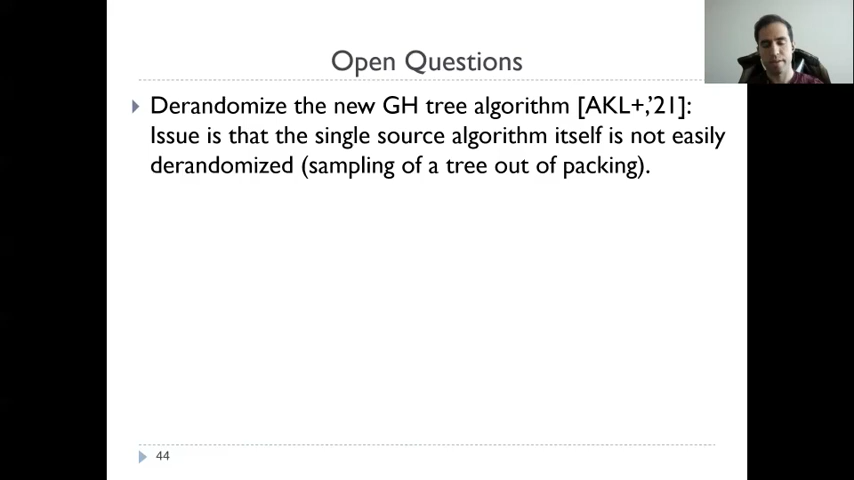 Open Questions
Derandomize the new GH tree algorithm [AKL+,'21]:
Issue is that the single source algorithm itself is not easily
derandomized (sampling of a tree out of packing).
44